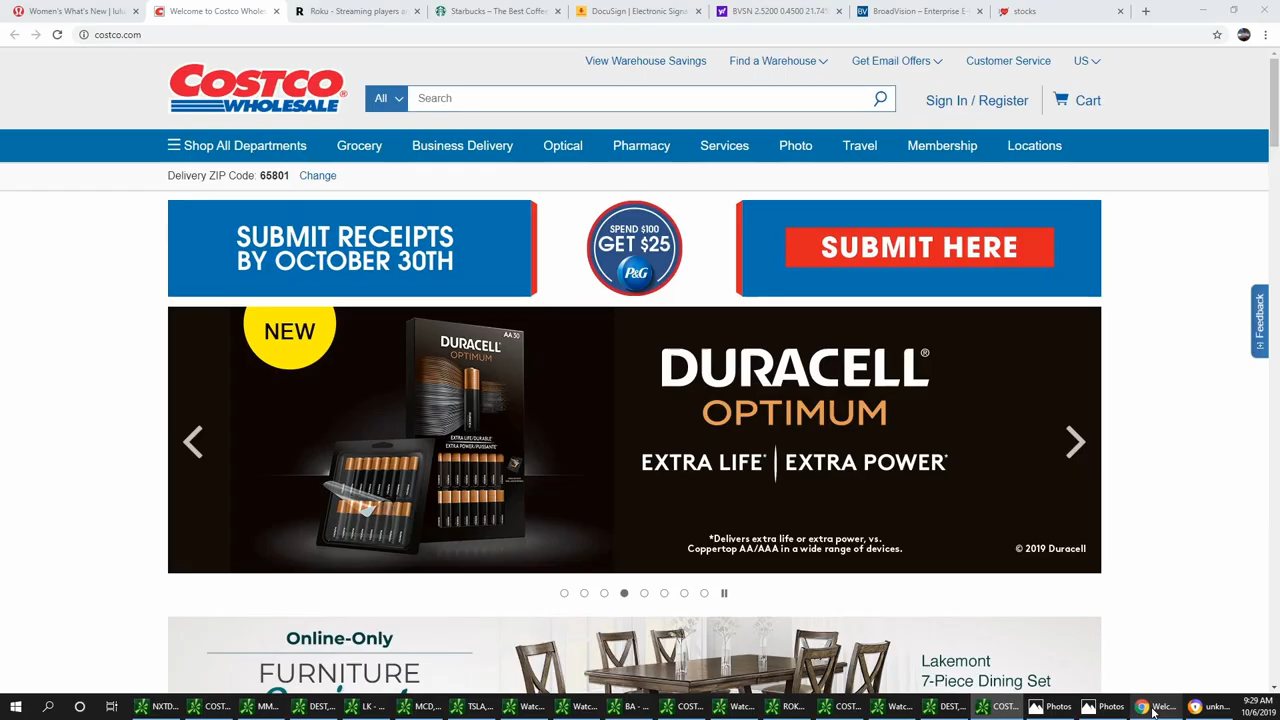 Women's What's New | lulu
Welcome to Costco Wholes
Roku - Streaming players a
Starbucks – The Best Coffe
DocuSign | Electronic Sign
BVSN 2.5200 0.4500 21.74
BroadVision – Enterprise E
stocks
costco.com
View Warehouse Savings
Find a Warehouse
Get Email Offers
Customer Service
US
COSTCO
WHOLESALE
All
Search
Sign In / Register
Cart
Shop All Departments
Grocery
Business Delivery
Optical
Pharmacy
Services
Photo
Travel
Membership
Locations
Delivery ZIP Code: 65801 Change
SUBMIT RECEIPTS
BY OCTOBER 30TH
SPEND $100
GET $25
P&G
SUBMIT HERE
[+] Feedback
NEW
AA30
DURACELL
OPTIMUM
EXTRA LIFE/DURABLE
EXTRA POWER/PUISSANTE
DURACELL®
OPTIMUM
EXTRA LIFE* | EXTRA POWER*
*Delivers extra life or extra power, vs.
Coppertop AA/AAA in a wide range of devices.
© 2019 Duracell
Online-Only
FURNITURE
Lakemont
7-Piece Dining Set
NXTD...
COST...
MM...
DEST,...
LK - ...
MCD,...
TSLA,...
Watc...
Watc...
BA - ...
COST...
Watc...
ROK...
COST...
Watc...
DEST,...
COST...
Photos
Photos
Welc...
unkn...
9:29 AM
10/6/2019